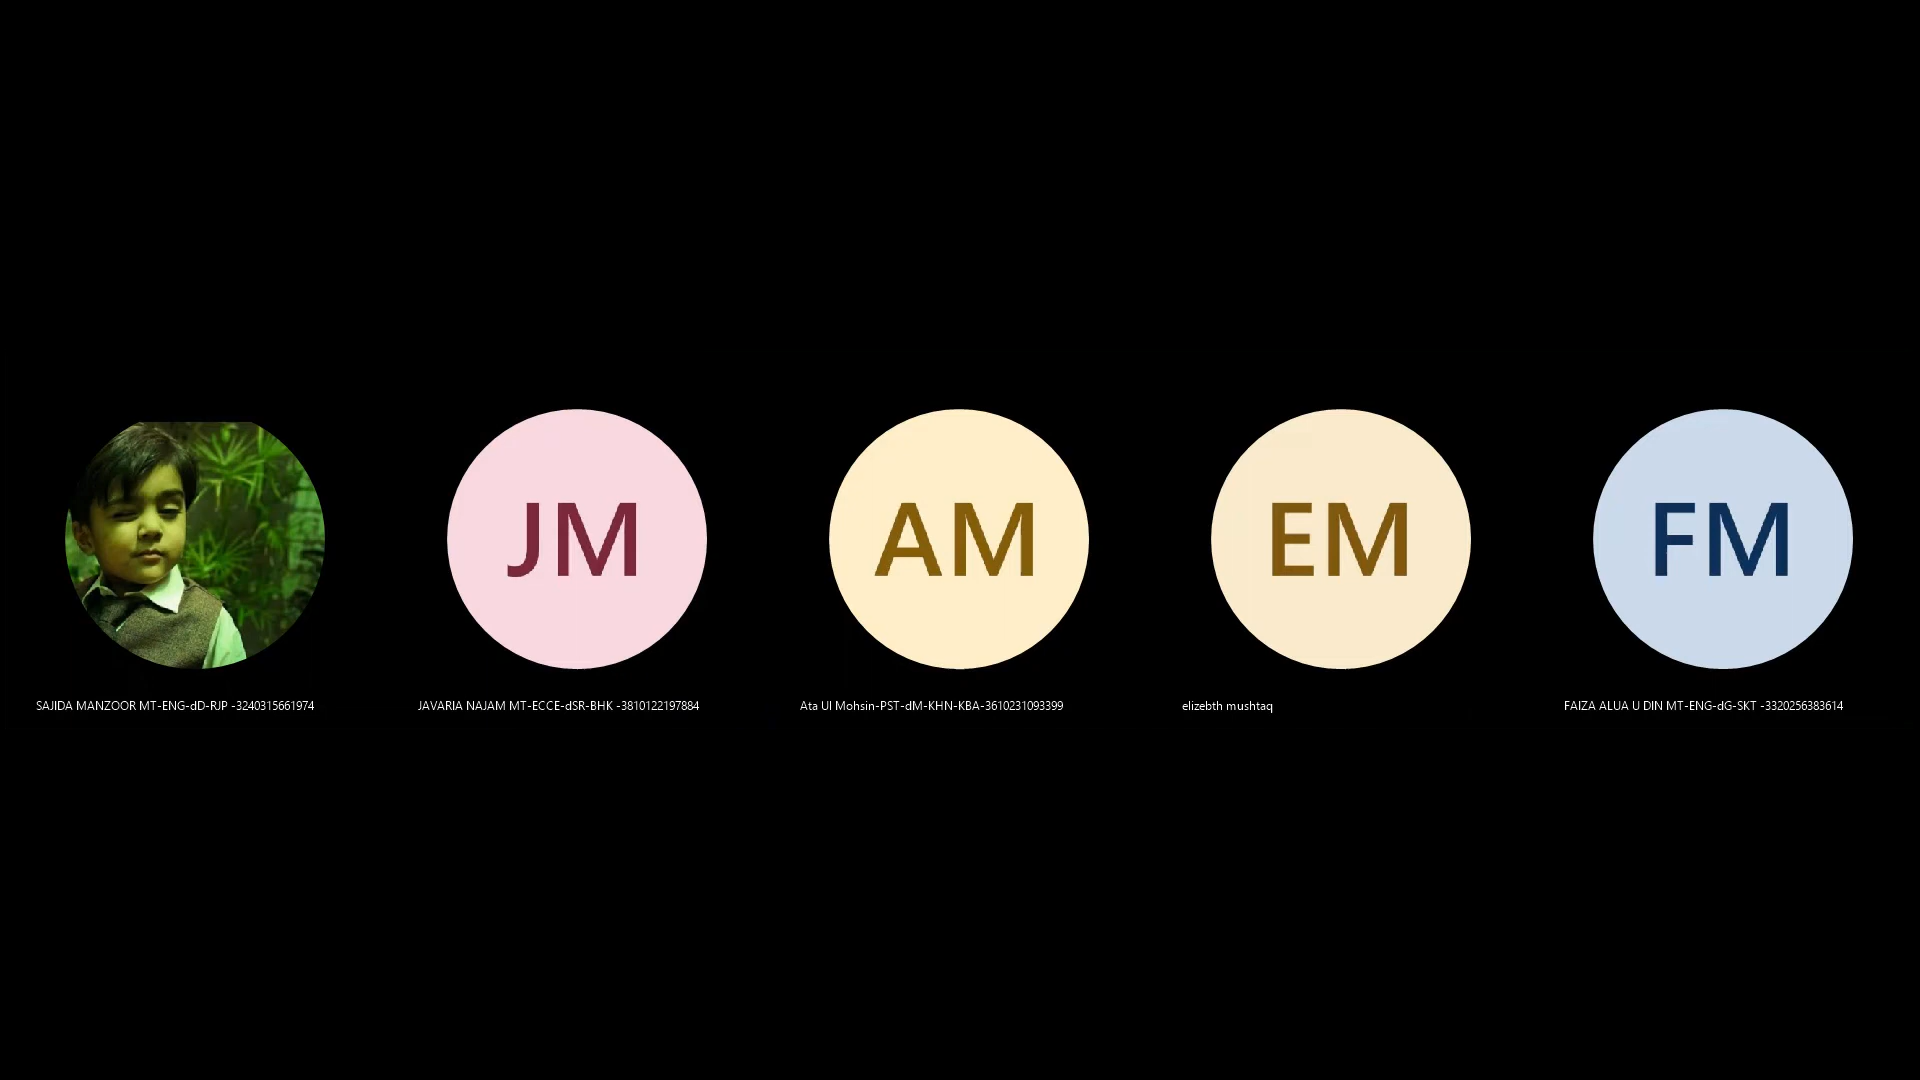 JM
AM
EM
FM
SAJIDA MANZOOR MT-ENG-dD-RJP -3240315661974
JAVARIA NAJAM MT-ECCE-dSR-BHK -3810122197884
Ata Ul Mohsin-PST-dM-KHN-KBA-3610231093399
elizebth mushtaq
FAIZA ALUA U DIN MT-ENG-dG-SKT -3320256383614